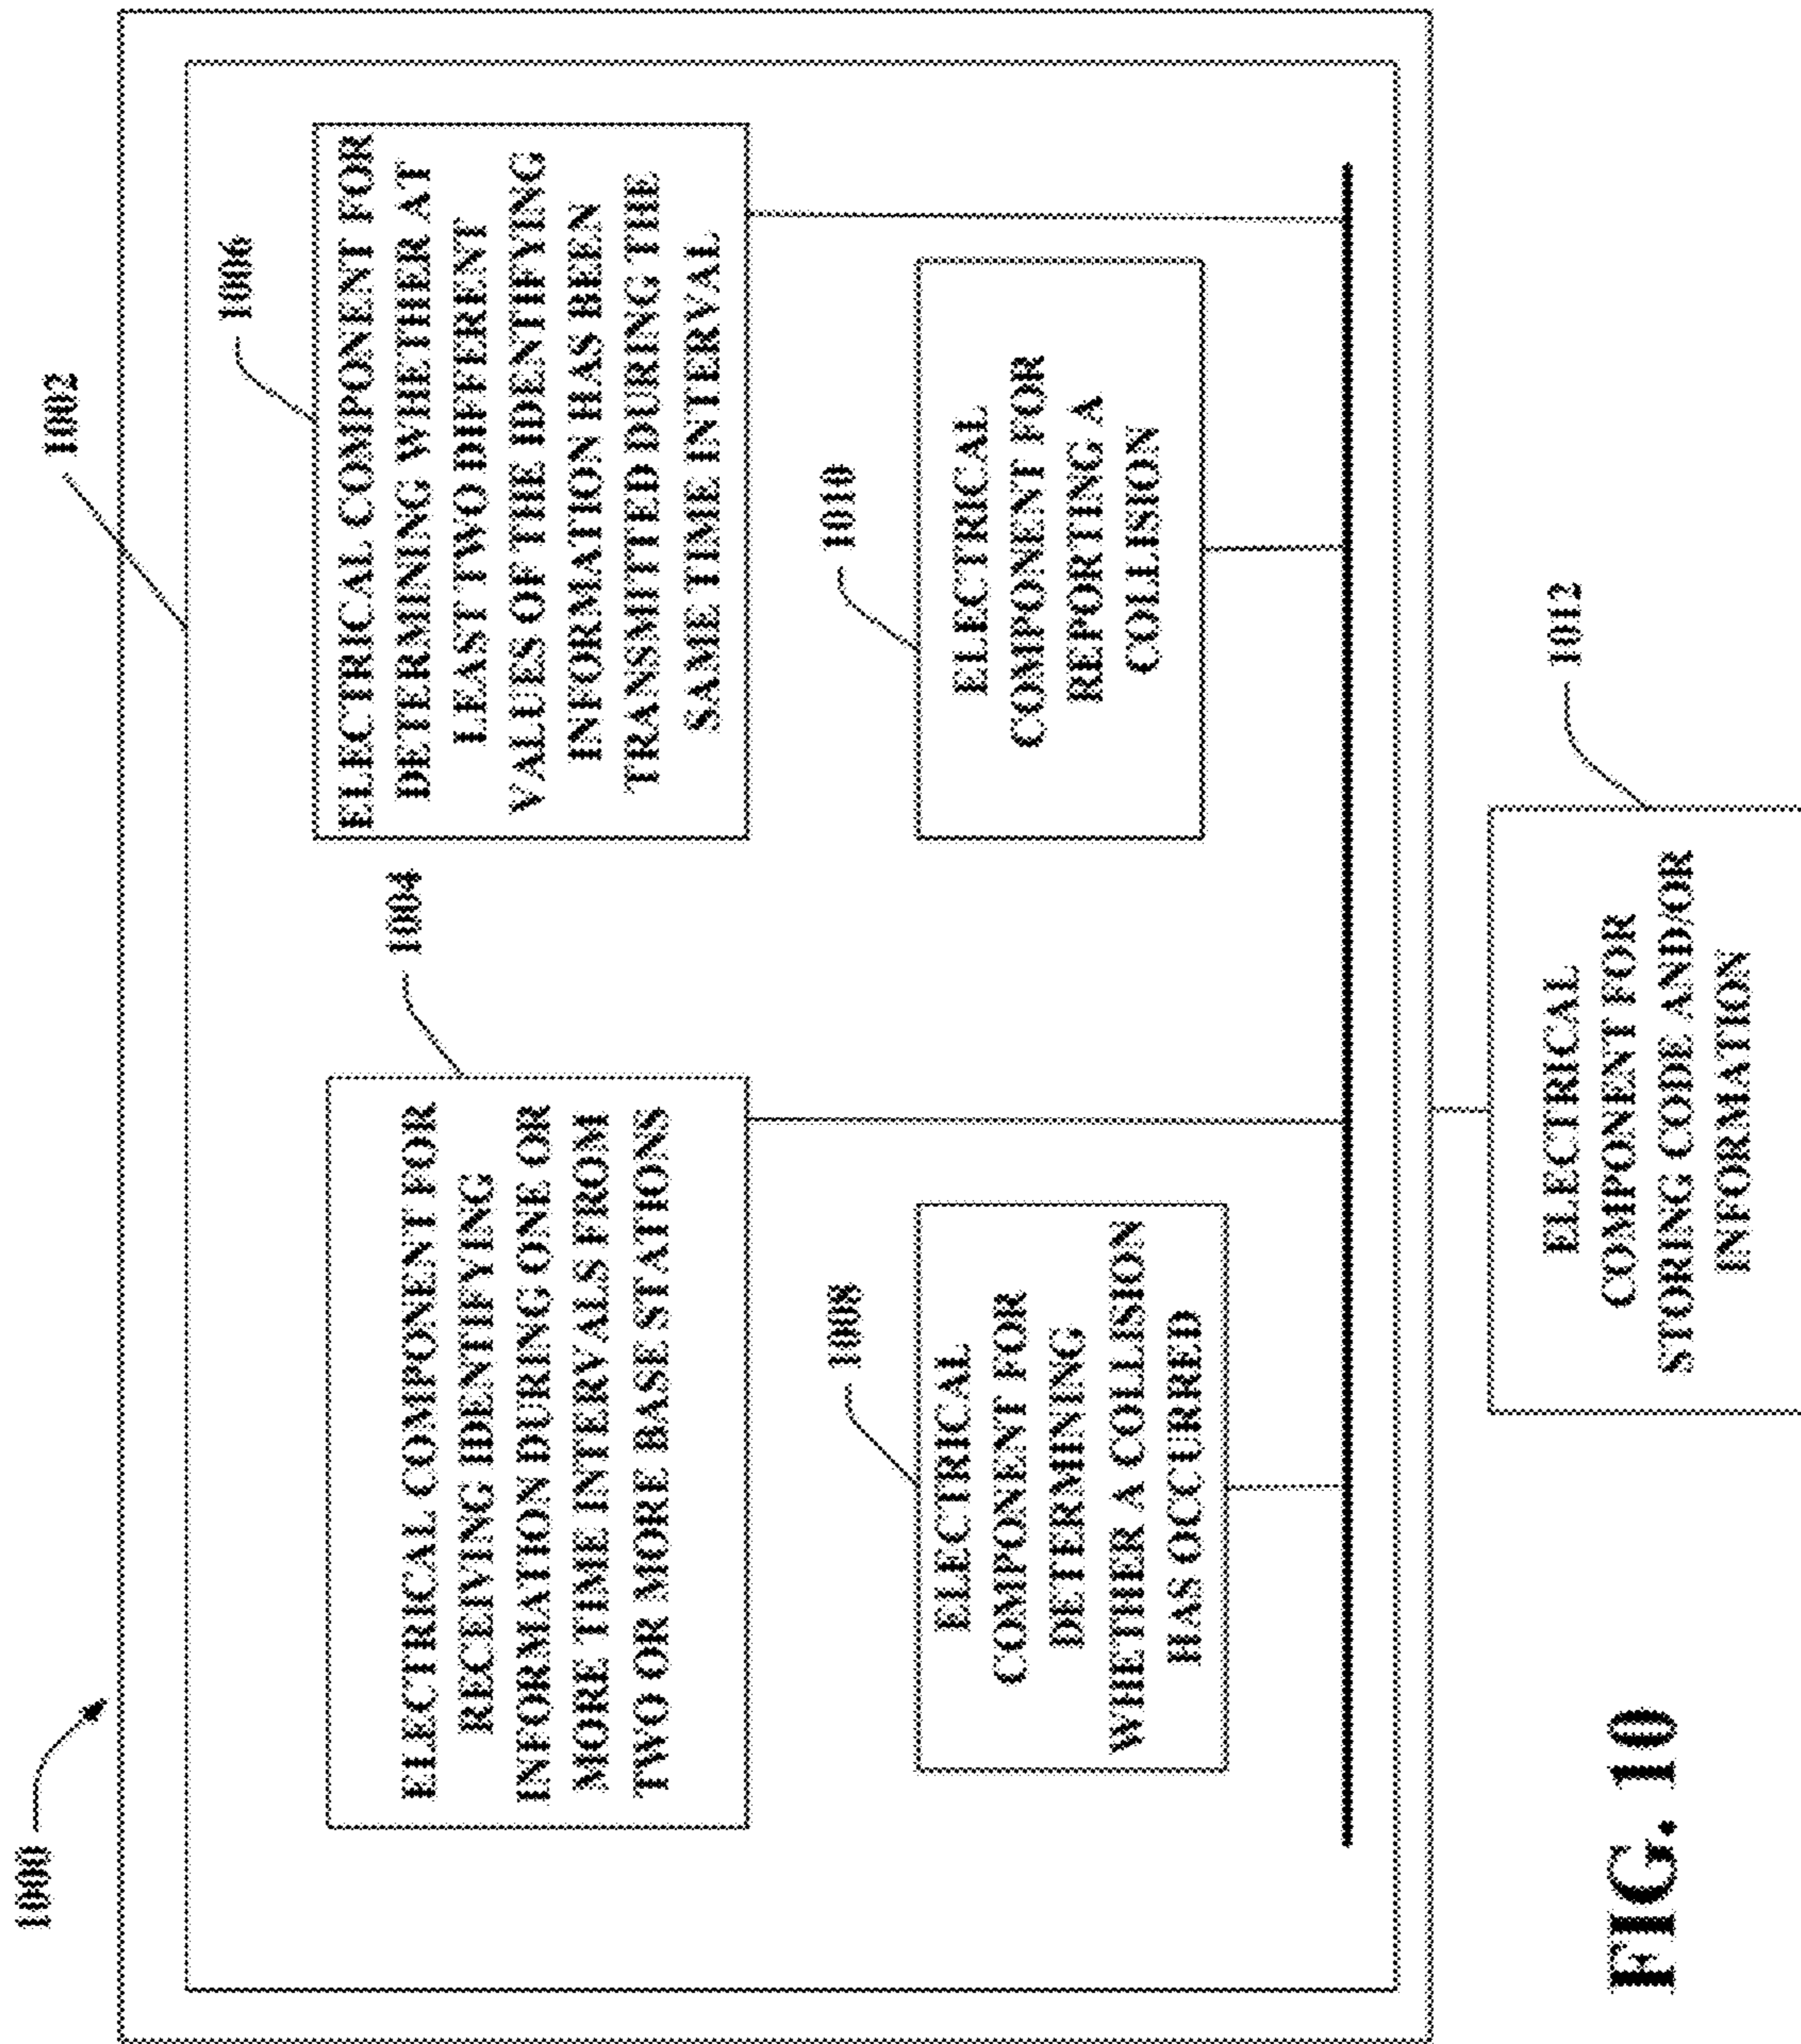 1000
1002
1004
ELECTRICAL COMPONENT FOR
RECEIVING IDENTIFYING
INFORMATION DURING ONE OR
MORE TIME INTERVALS FROM
TWO OR MORE BASE STATIONS
1006
ELECTRICAL COMPONENT FOR
DETERMINING WHETHER AT
LEAST TWO DIFFERENT
VALUES OF THE IDENTIFYING
INFORMATION HAS BEEN
TRANSMITTED DURING THE
SAME TIME INTERVAL
1008
ELECTRICAL
COMPONENT FOR
DETERMINING
WHETHER A COLLISION
HAS OCCURRED
1010
ELECTRICAL
COMPONENT FOR
REPORTING A
COLLISION
1012
ELECTRICAL
COMPONENT FOR
STORING CODE AND/OR
INFORMATION
FIG. 10